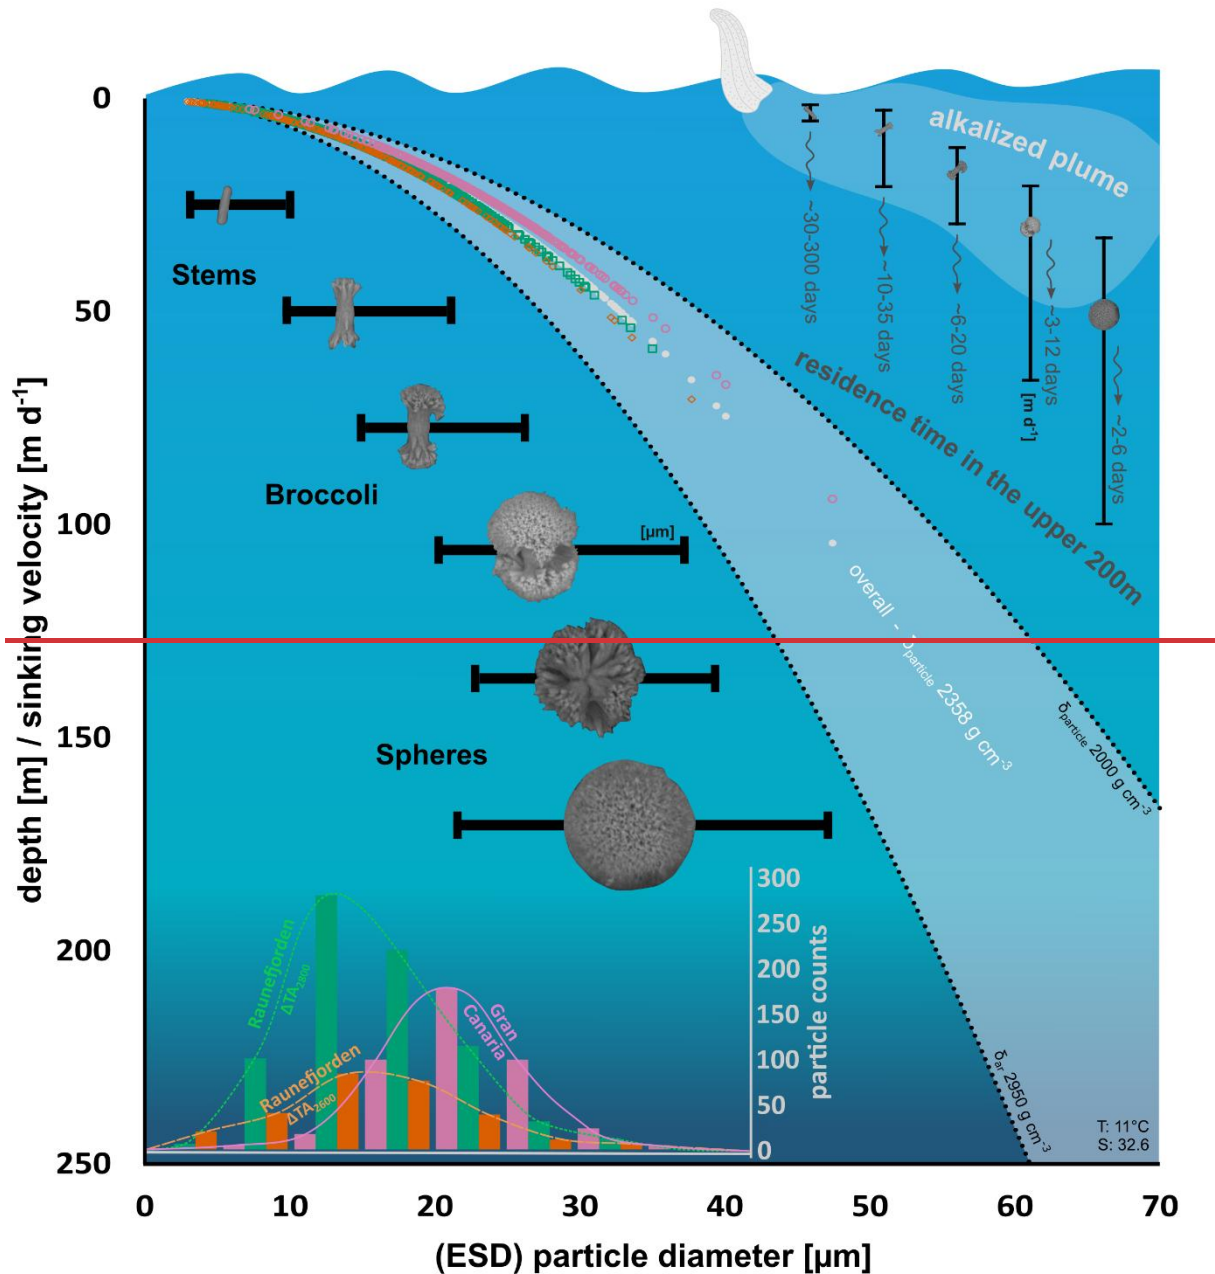 0
50
100
150
200
250
depth [m] / sinking velocity [m d-1]
alkalized plume
~30-300 days
~10-35 days
~6-20 days
~3-12 days
[m d-1]
~2-6 days
residence time in the upper 200m
Stems
Broccoli
[µm]
Spheres
overall - particle 2358 g cm-3
δparticle 2000 g cm-3
δar 2950 g cm-3
Raunefjorden
ΔTA2800
Raunefjorden
ΔTA2600
Gran
Canaria
300
250
200
150
100
50
0
particle counts
T: 11°C
S: 32.6
0 10 20 30 40 50 60 70
(ESD) particle diameter [µm]